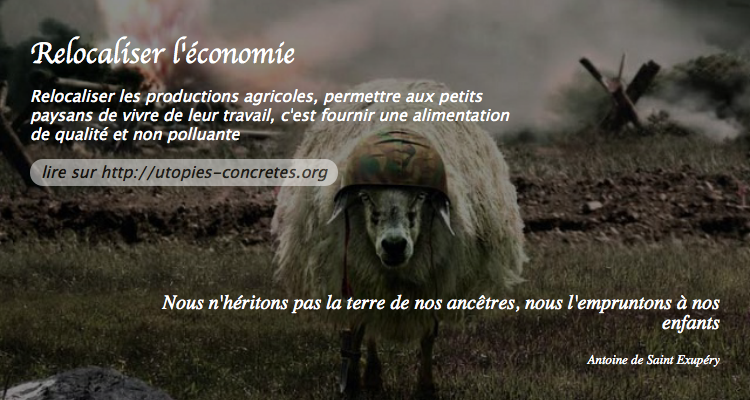 Relocaliser l'économie
Relocaliser les productions agricoles, permettre aux petits
paysans de vivre de leur travail, c'est fournir une alimentation
de qualité et non polluante
lire sur http://utopies-concretes.org
Nous n'héritons pas la terre de nos ancêtres, nous l'empruntons à nos
enfants
Antoine de Saint Exupéry